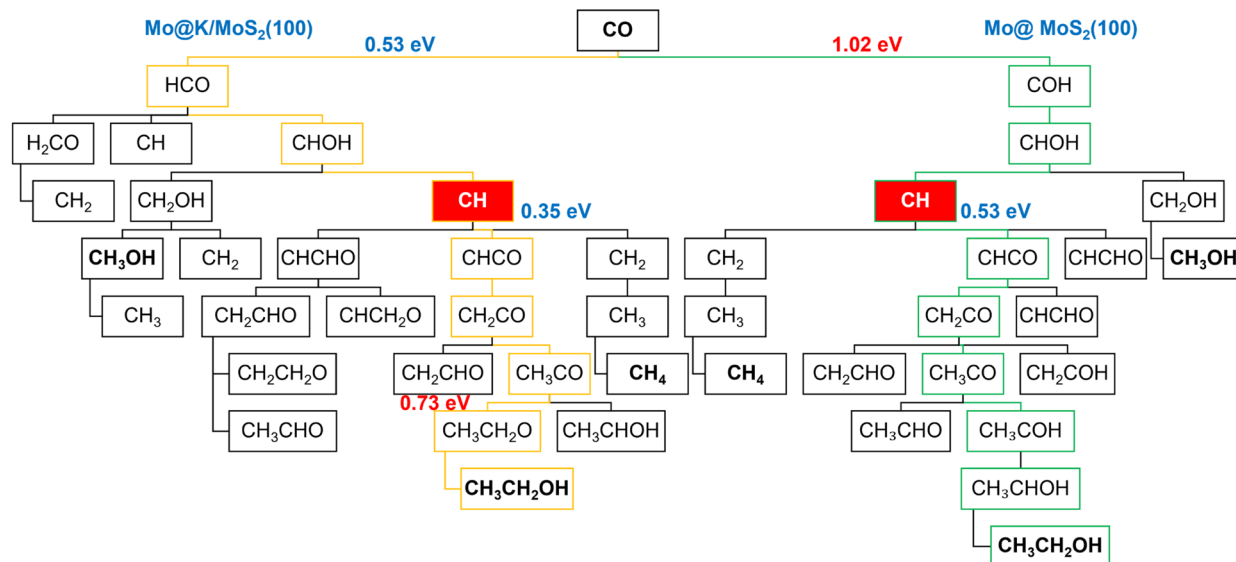 Mo@K/MoS₂(100)
CO
Mo@ MoS₂(100)
0.53 eV
1.02 eV
HCO
COH
H₂CO
CH
CHOH
CHOH
CH₂
CH₂OH
CH
0.35 eV
CH
0.53 eV
CH₂OH
CH₃OH
CH₂
CHCHO
CHCO
CH₂
CH₂
CHCO
CHCHO
CH₃OH
CH₃
CH₂CHO
CHCH₂O
CH₂CO
CH₃
CH₃
CH₂CO
CHCHO
CH₂CH₂O
CH₂CHO
CH₃CO
CH₄
CH₄
CH₂CHO
CH₃CO
CH₂COH
0.73 eV
CH₃CHO
CH₃CH₂O
CH₃CHOH
CH₃CHO
CH₃COH
CH₃CH₂OH
CH₃CHOH
CH₃CH₂OH